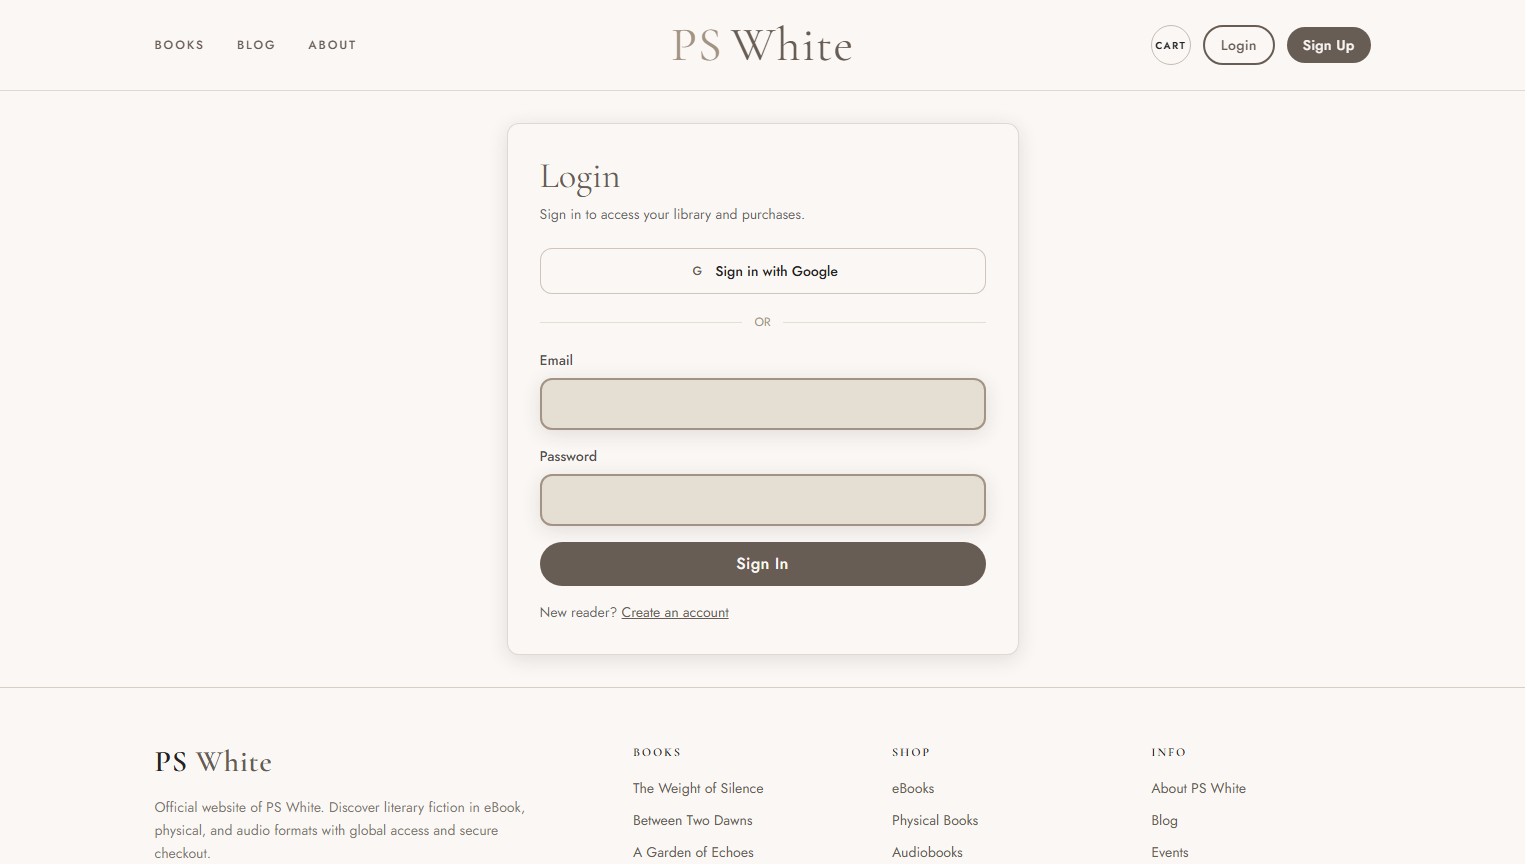 BOOKS BLOG ABOUT PS White CART Login Sign Up
Login
Sign in to access your library and purchases.
G Sign in with Google
OR
Email
Password
Sign In
New reader? Create an account
PS White
Official website of PS White. Discover literary fiction in eBook,
physical, and audio formats with global access and secure
checkout.
BOOKS
The Weight of Silence
Between Two Dawns
A Garden of Echoes
SHOP
eBooks
Physical Books
Audiobooks
INFO
About PS White
Blog
Events